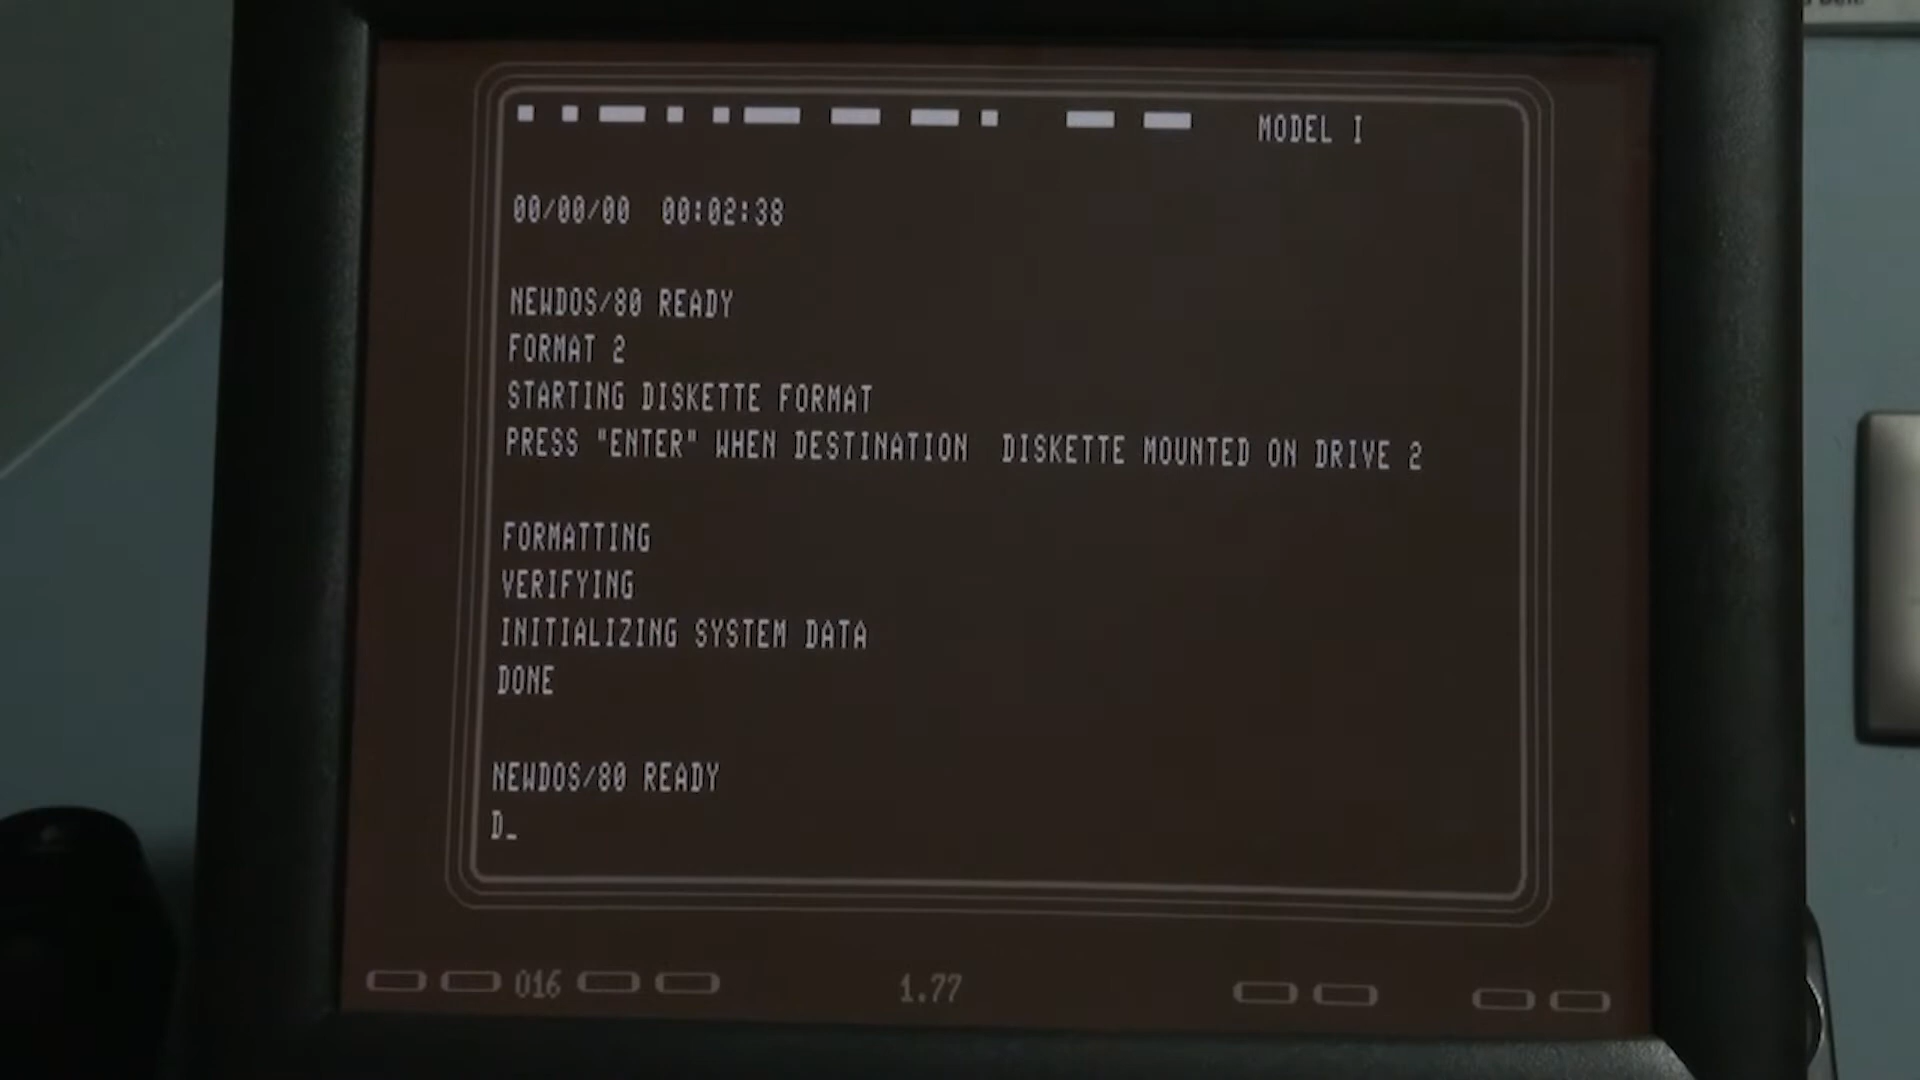 MODEL I
00/00/00  00:02:38
NEWDOS/80 READY
FORMAT 2
STARTING DISKETTE FORMAT
PRESS "ENTER" WHEN DESTINATION  DISKETTE MOUNTED ON DRIVE 2
FORMATTING
VERIFYING
INITIALIZING SYSTEM DATA
DONE
NEWDOS/80 READY
D_
016
1.77